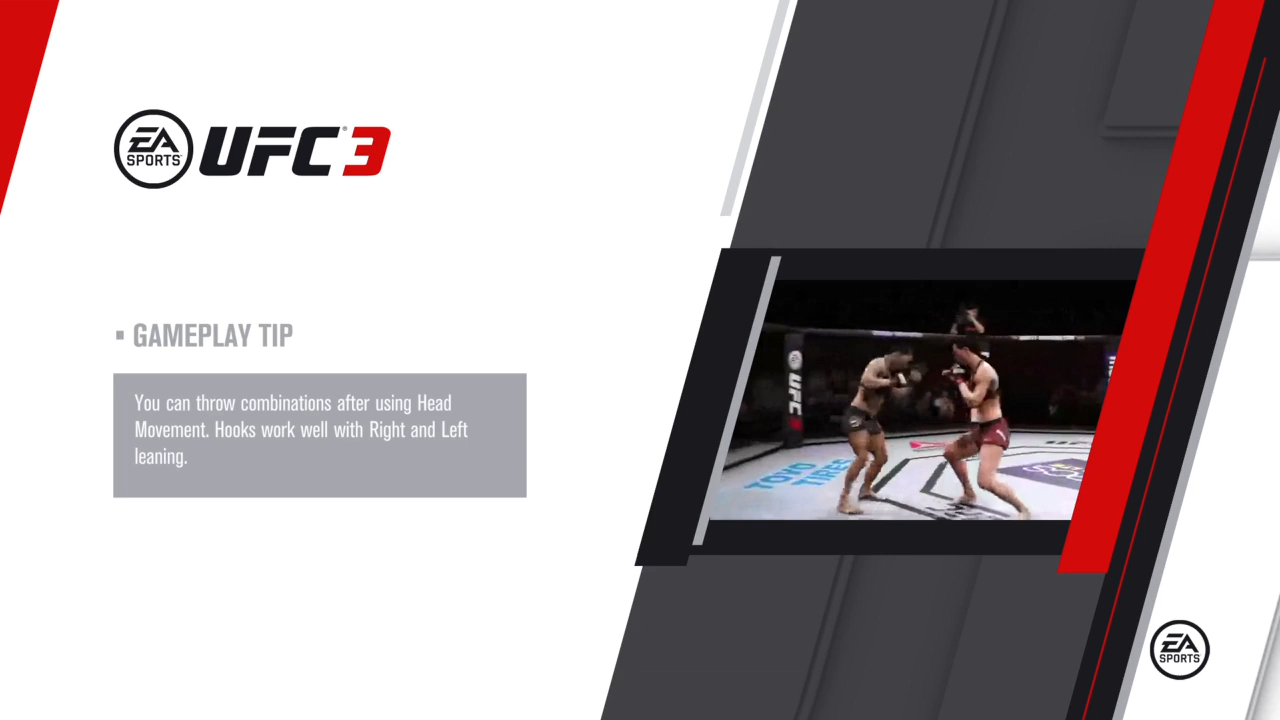 EA
SPORTS
UFC 3
GAMEPLAY TIP
You can throw combinations after using Head
Movement. Hooks work well with Right and Left
leaning.
UFC
TOYO
TIRES
EA
SPORTS